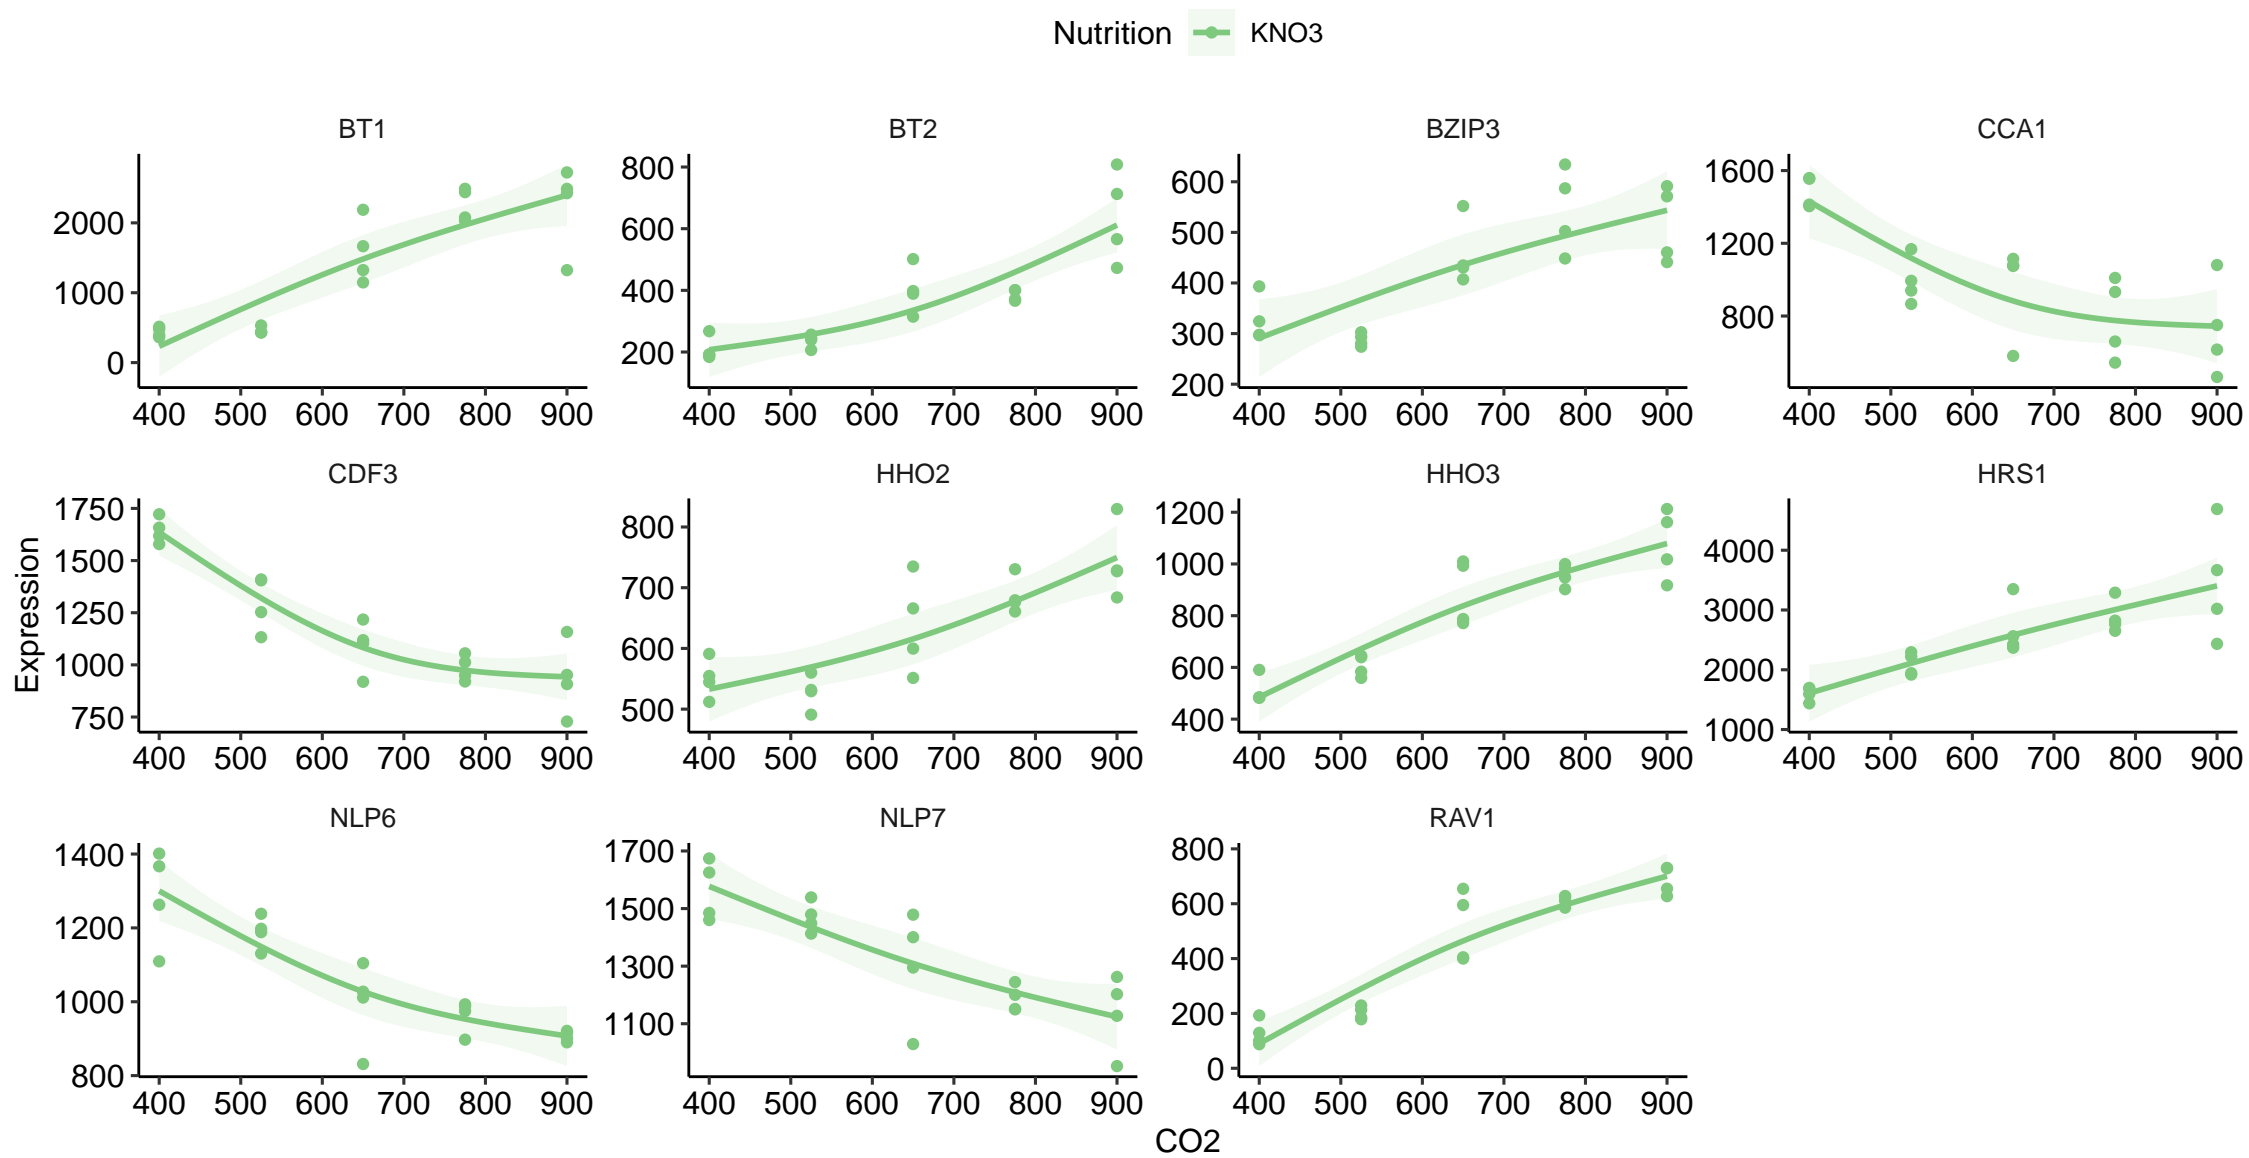 Nutrition KNO3
BT1 BT2 BZIP3 CCA1
2000
1000
0
400 500 600 700 800 900
800
600
400
200
400 500 600 700 800 900
600
500
400
300
200
400 500 600 700 800 900
1600
1200
800
400 500 600 700 800 900
Expression
CDF3 HHO2 HHO3 HRS1
1750
1500
1250
1000
750
400 500 600 700 800 900
800
700
600
500
400 500 600 700 800 900
1200
1000
800
600
400
400 500 600 700 800 900
4000
3000
2000
1000
400 500 600 700 800 900
NLP6 NLP7 RAV1
1400
1200
1000
800
400 500 600 700 800 900
1700
1500
1300
1100
400 500 600 700 800 900
800
600
400
200
0
400 500 600 700 800 900
CO2